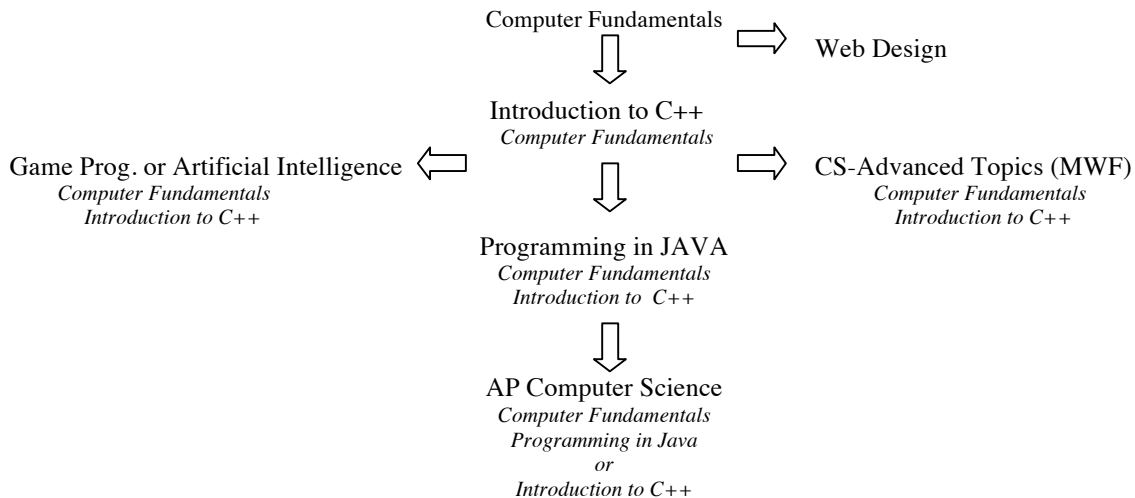 Computer Fundamentals
Web Design
Introduction to C++
Computer Fundamentals
Game Prog. or Artificial Intelligence
Computer Fundamentals
Introduction to C++
CS-Advanced Topics (MWF)
Computer Fundamentals
Introduction to C++
Programming in JAVA
Computer Fundamentals
Introduction to C++
AP Computer Science
Computer Fundamentals
Programming in Java
or
Introduction to C++